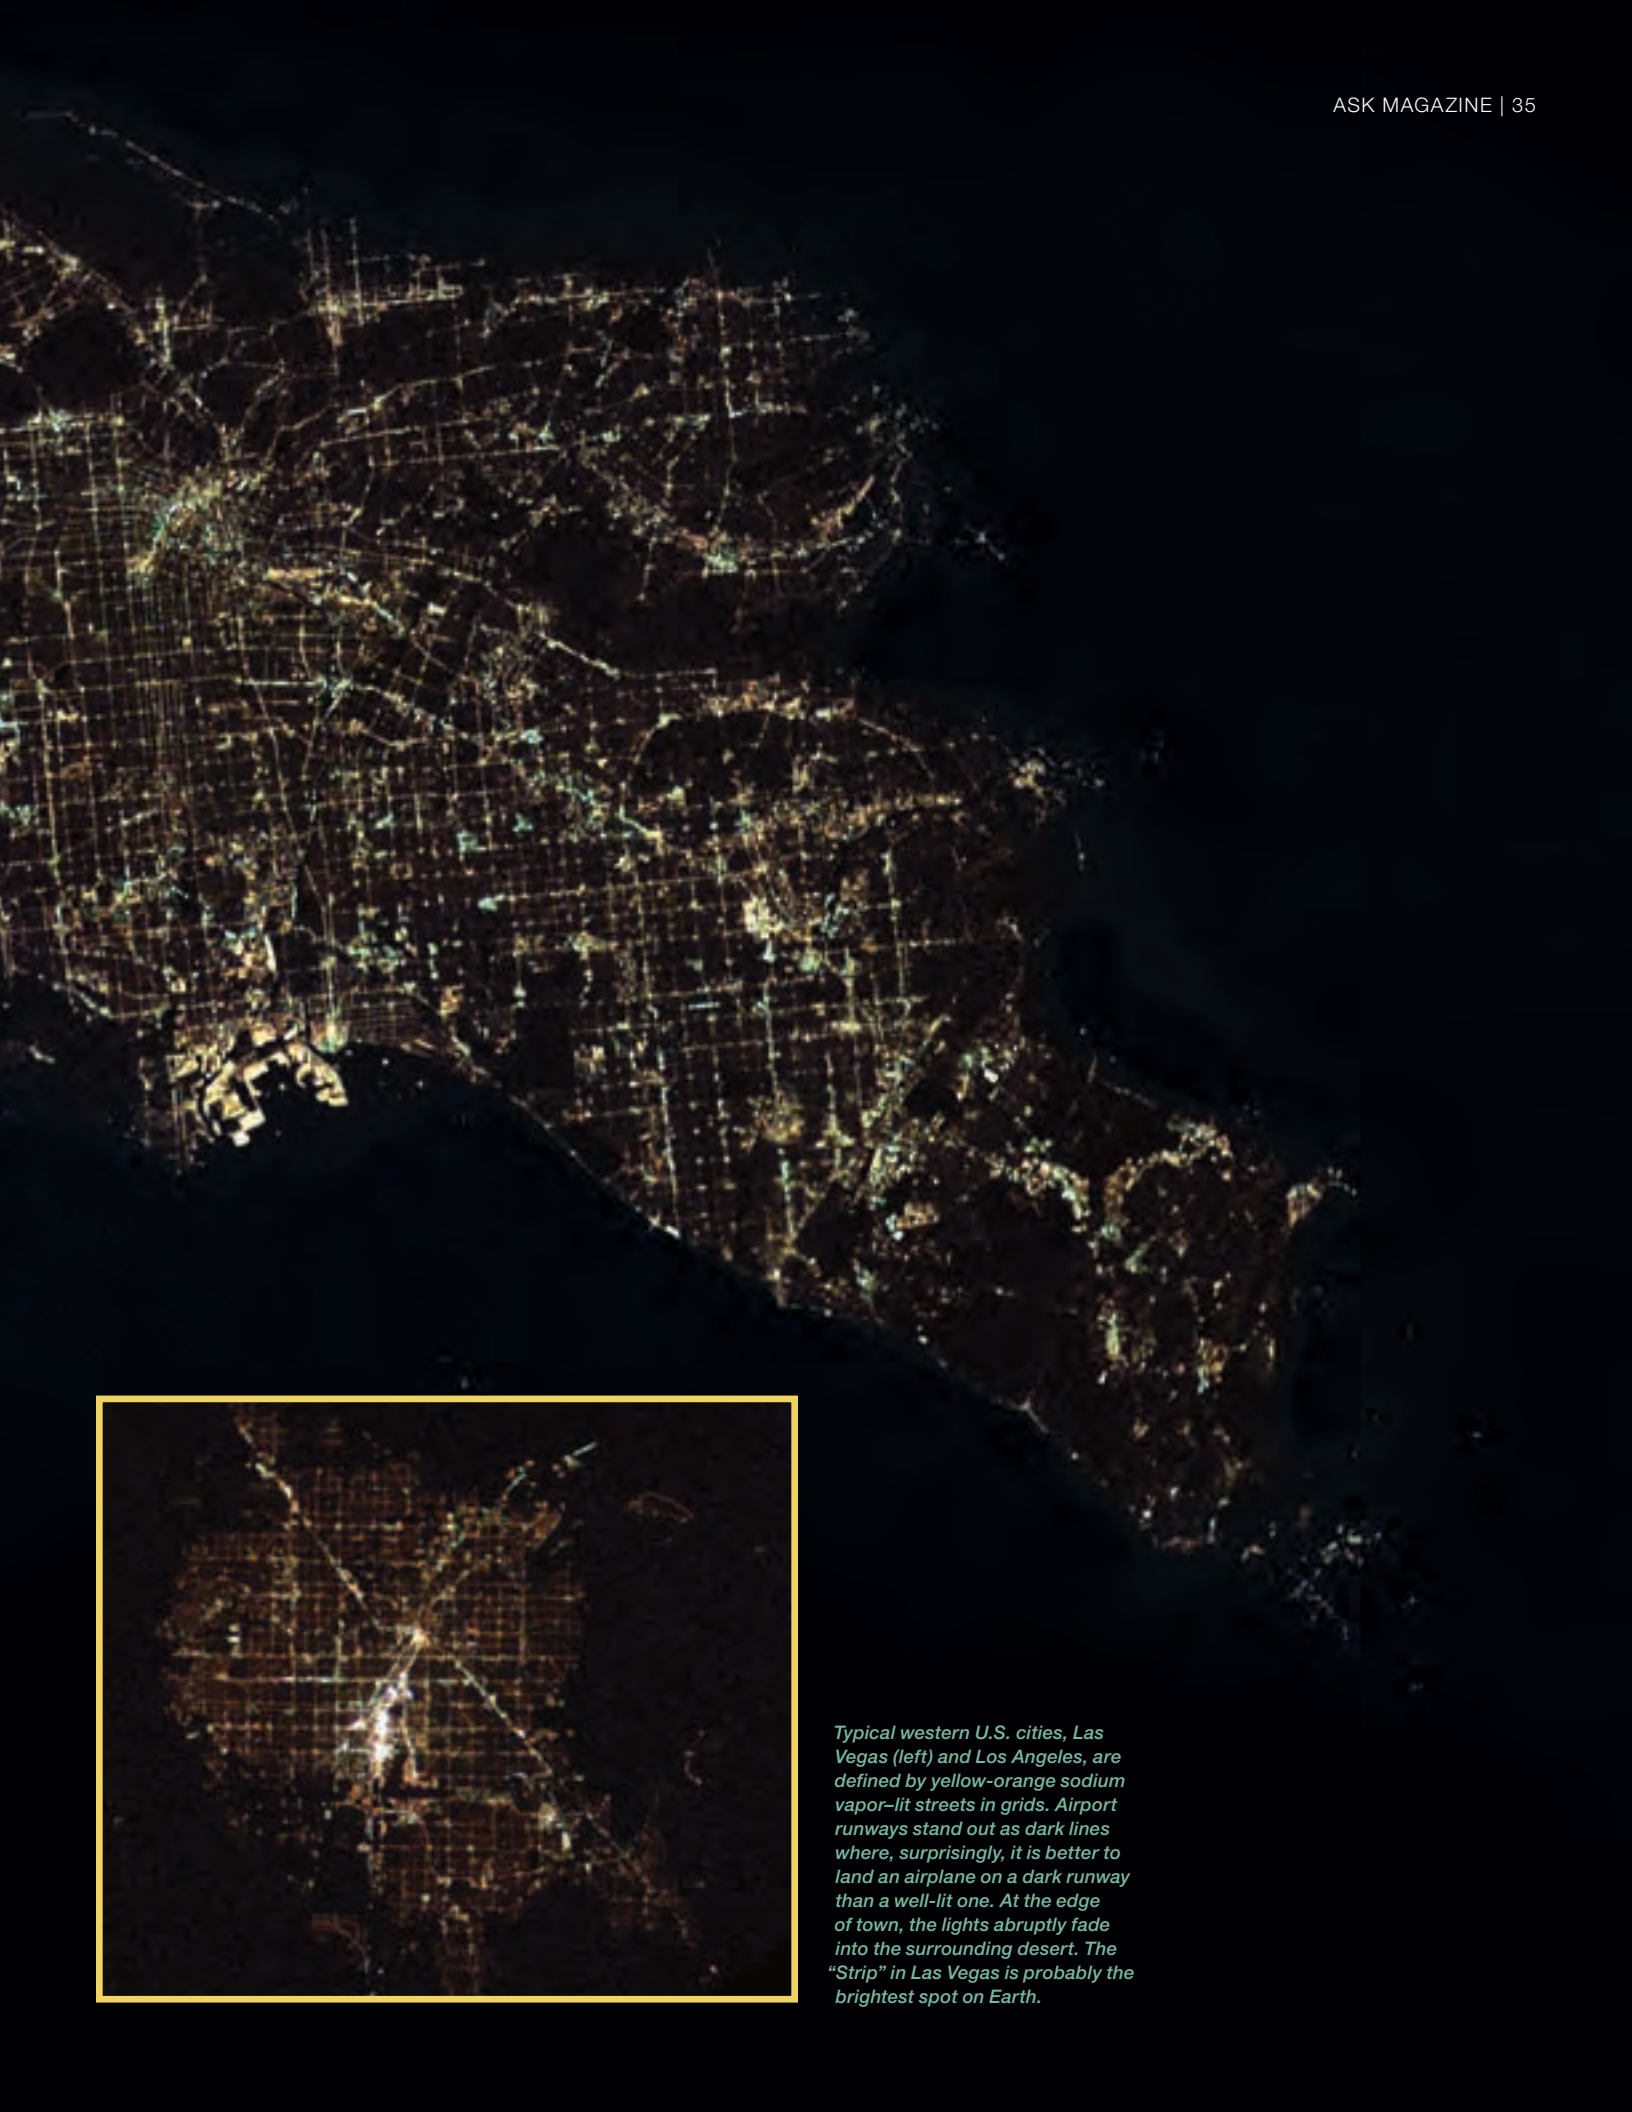 ASK MAGAZINE | 35
Typical western U.S. cities, Las
Vegas (left) and Los Angeles, are
defined by yellow-orange sodium
vapor–lit streets in grids. Airport
runways stand out as dark lines
where, surprisingly, it is better to
land an airplane on a dark runway
than a well-lit one. At the edge
of town, the lights abruptly fade
into the surrounding desert. The
“Strip” in Las Vegas is probably the
brightest spot on Earth.